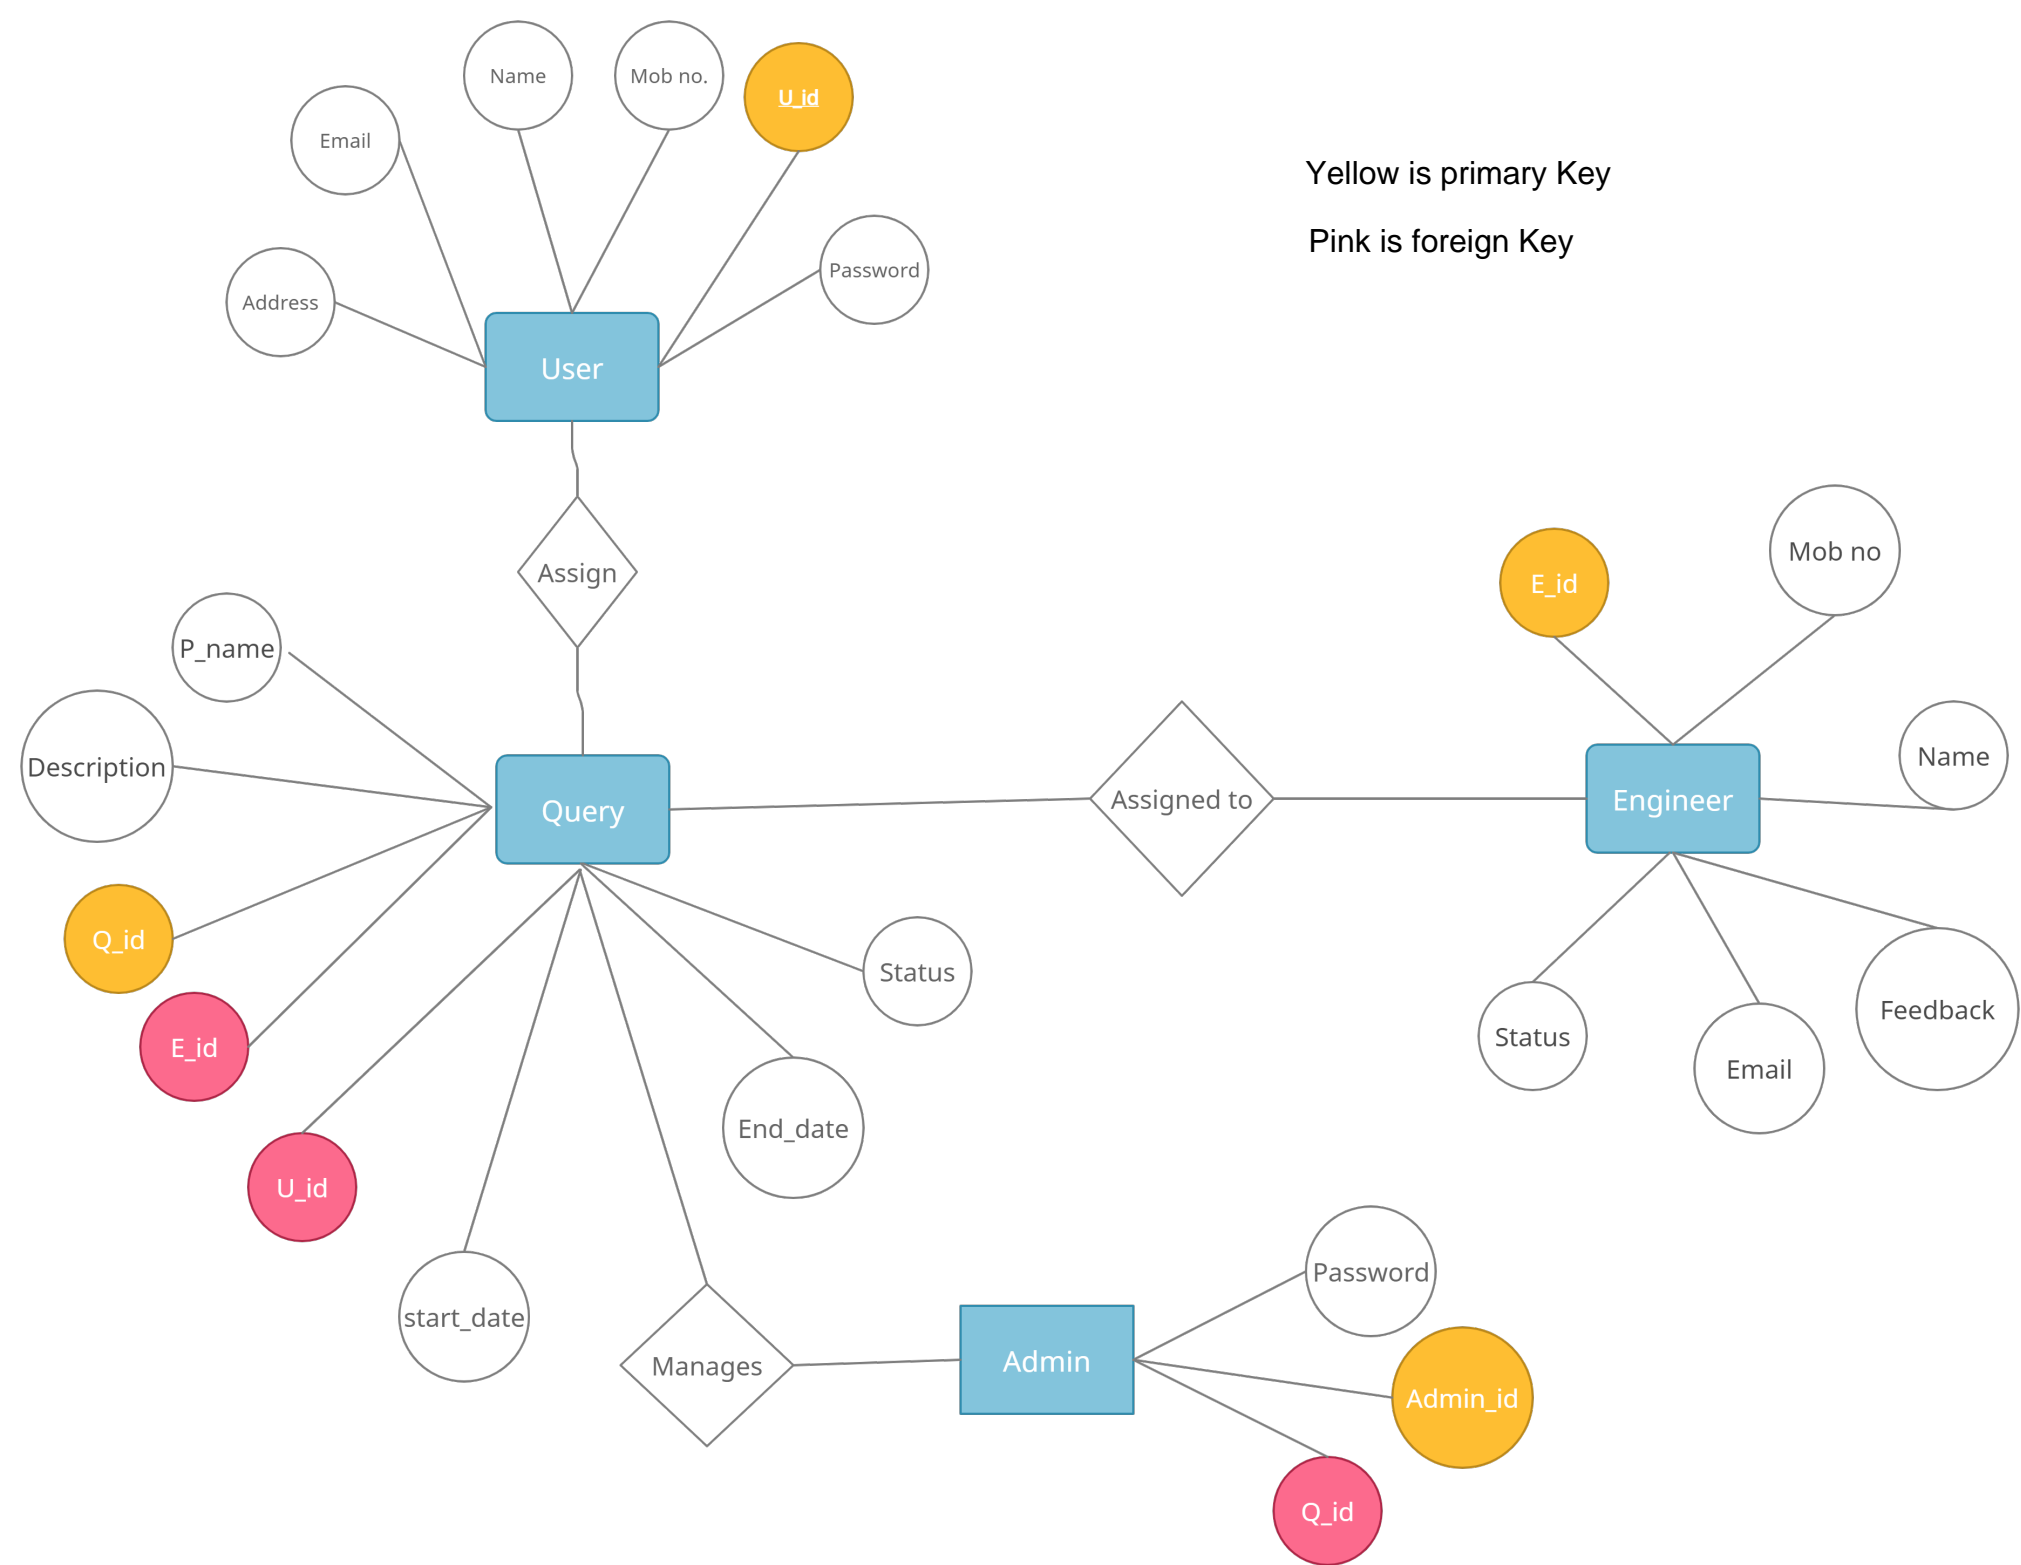 Name
Mob no.
U_id
Email
Yellow is primary Key
Pink is foreign Key
Password
Address
User
Assign
E_id
Mob no
P_name
Description
Name
Query
Assigned to
Engineer
Q_id
Status
E_id
Feedback
Status
Email
End_date
U_id
Password
start_date
Manages
Admin
Admin_id
Q_id